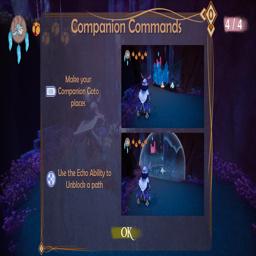 Companion Commands
4 / 4
Make your
Companion Goto
places
Use the Echo Ability to
Unblock a path
OK